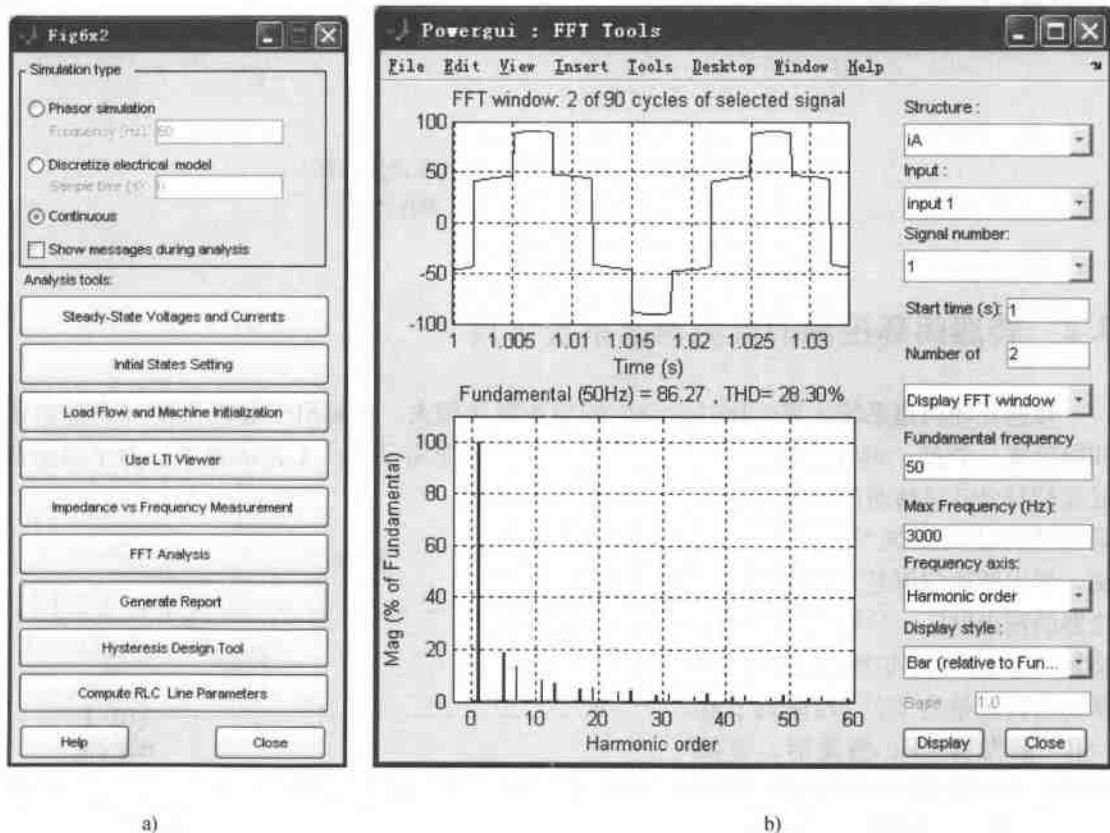 Fig6x2
Simulation type
Phasor simulation
Frequency (Hz): 60
Discretize electrical model
Sample time (s): 0
Continuous
Show messages during analysis
Analysis tools:
Steady-State Voltages and Currents
Initial States Setting
Load Flow and Machine Initialization
Use LTI Viewer
Impedance vs Frequency Measurement
FFT Analysis
Generate Report
Hysteresis Design Tool
Compute RLC Line Parameters
Help Close
a)
Powergui : FFT Tools
File Edit View Insert Tools Desktop Window Help
FFT window: 2 of 90 cycles of selected signal
100
50
0
-50
-100
1 1.005 1.01 1.015 1.02 1.025 1.03
Time (s)
Fundamental (50Hz) = 86.27 , THD= 28.30%
Mag (% of Fundamental)
100
80
60
40
20
0
0 10 20 30 40 50 60
Harmonic order
Structure :
iA
Input :
input 1
Signal number:
1
Start time (s): 1
Number of 2
Display FFT window
Fundamental frequency
50
Max Frequency (Hz):
3000
Frequency axis:
Harmonic order
Display style :
Bar (relative to Fun...
Base 1.0
Display Close
b)